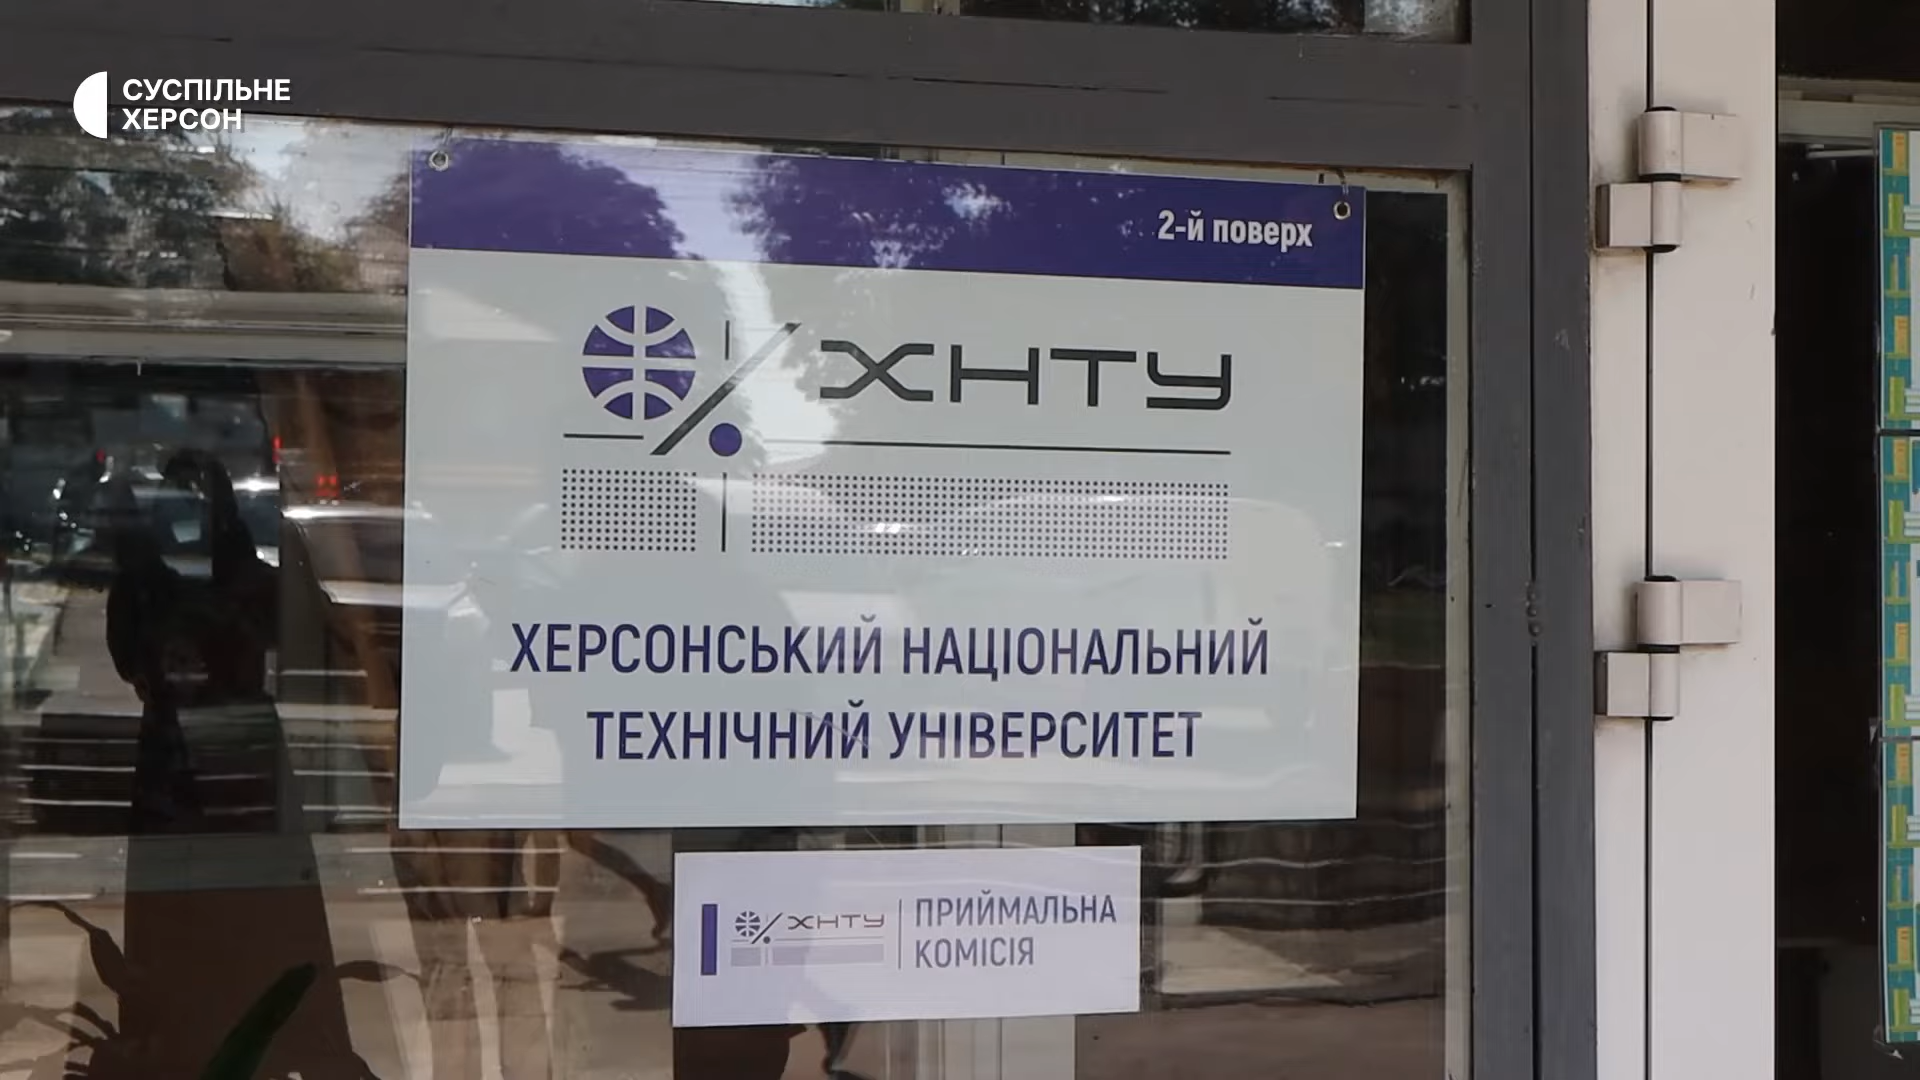 СУСПІЛЬНЕ
ХЕРСОН
2-й поверх
ХНТУ
ХЕРСОНСЬКИЙ НАЦІОНАЛЬНИЙ
ТЕХНІЧНИЙ УНІВЕРСИТЕТ
ХНТУ
ПРИЙМАЛЬНА
КОМІСІЯ